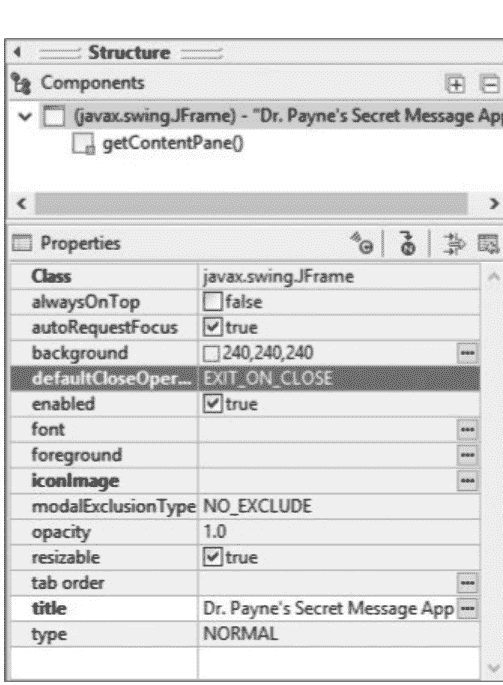 Structure
Components
(javax.swing.JFrame) - "Dr. Payne's Secret Message App
getContentPane()
Properties
Class javax.swing.JFrame
alwaysOnTop false
autoRequestFocus true
background 240,240,240
defaultCloseOper... EXIT_ON_CLOSE
enabled true
font
foreground
iconImage
modalExclusionType NO_EXCLUDE
opacity 1.0
resizable true
tab order
title Dr. Payne's Secret Message App
type NORMAL